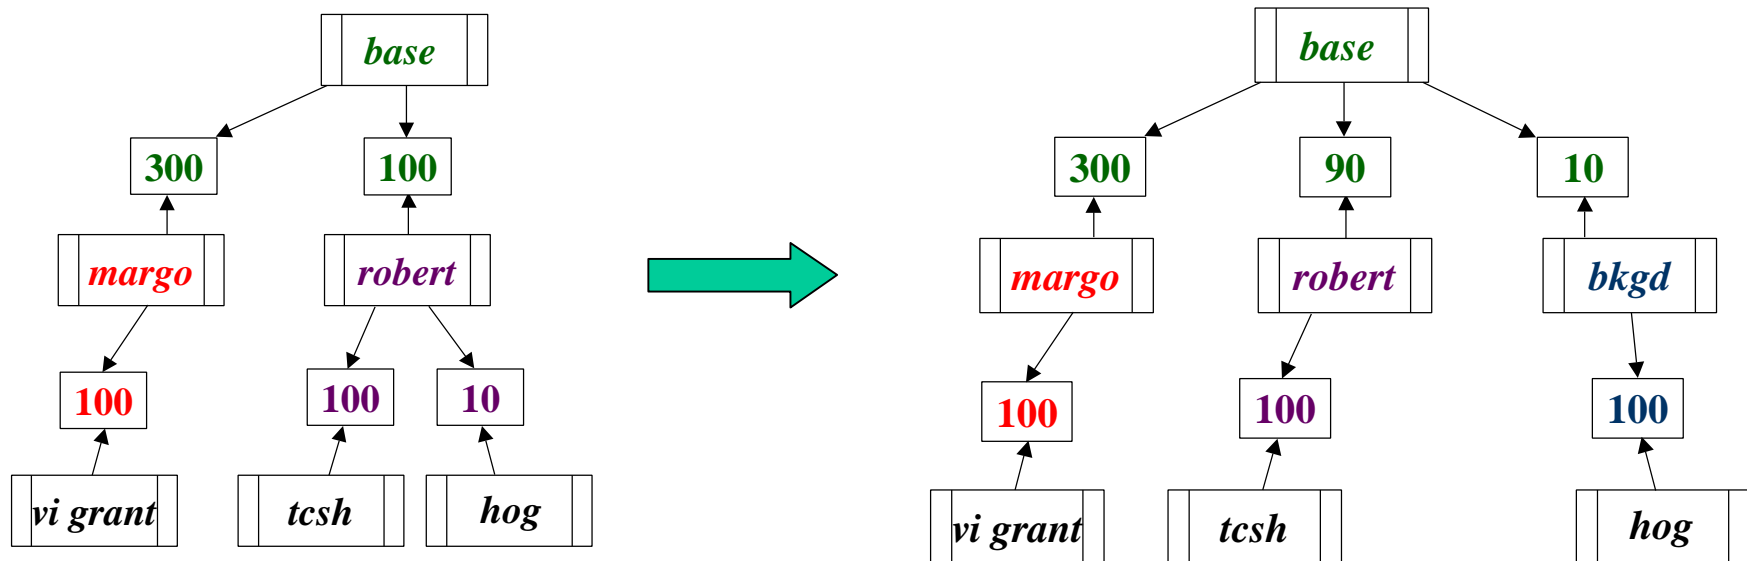 base
300 100
margo robert
100 100 10
vi grant tcsh hog
base
300 90 10
margo robert bkgd
100 100 100
vi grant tcsh hog